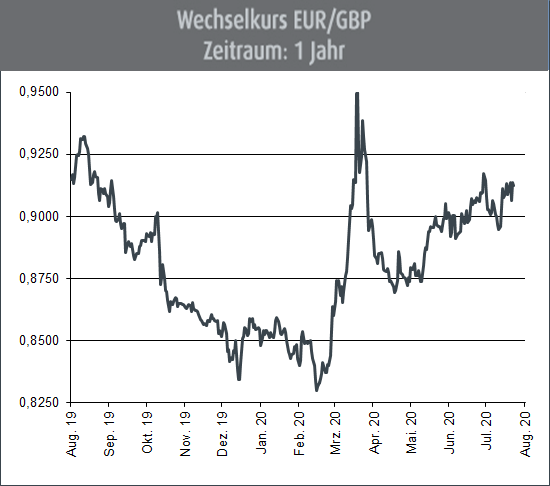 Wechselkurs EUR/GBP
Zeitraum: 1 Jahr
0,9500
0,9250
0,9000
0,8750
0,8500
0,8250
Aug. 19
Sep. 19
Okt. 19
Nov. 19
Dez. 19
Jan. 20
Feb. 20
Mrz. 20
Apr. 20
Mai. 20
Jun. 20
Jul. 20
Aug. 20